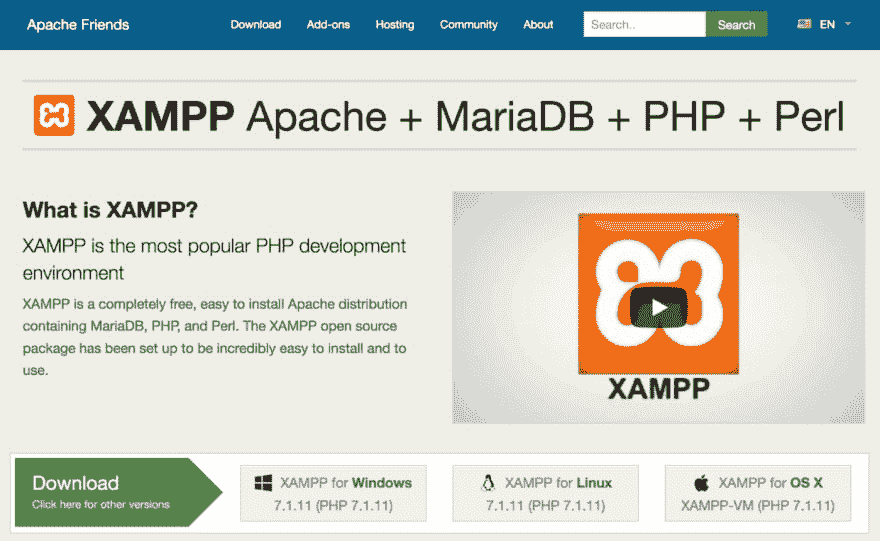 Apache Friends Download Add-ons Hosting Community About Search.. Search EN
XAMPP Apache + MariaDB + PHP + Perl
What is XAMPP?
XAMPP is the most popular PHP development
environment
XAMPP is a completely free, easy to install Apache distribution
containing MariaDB, PHP, and Perl. The XAMPP open source
package has been set up to be incredibly easy to install and to
use.
XAMPP
Download
Click here for other versions
XAMPP for Windows
7.1.11 (PHP 7.1.11)
XAMPP for Linux
7.1.11 (PHP 7.1.11)
XAMPP for OS X
XAMPP-VM (PHP 7.1.11)